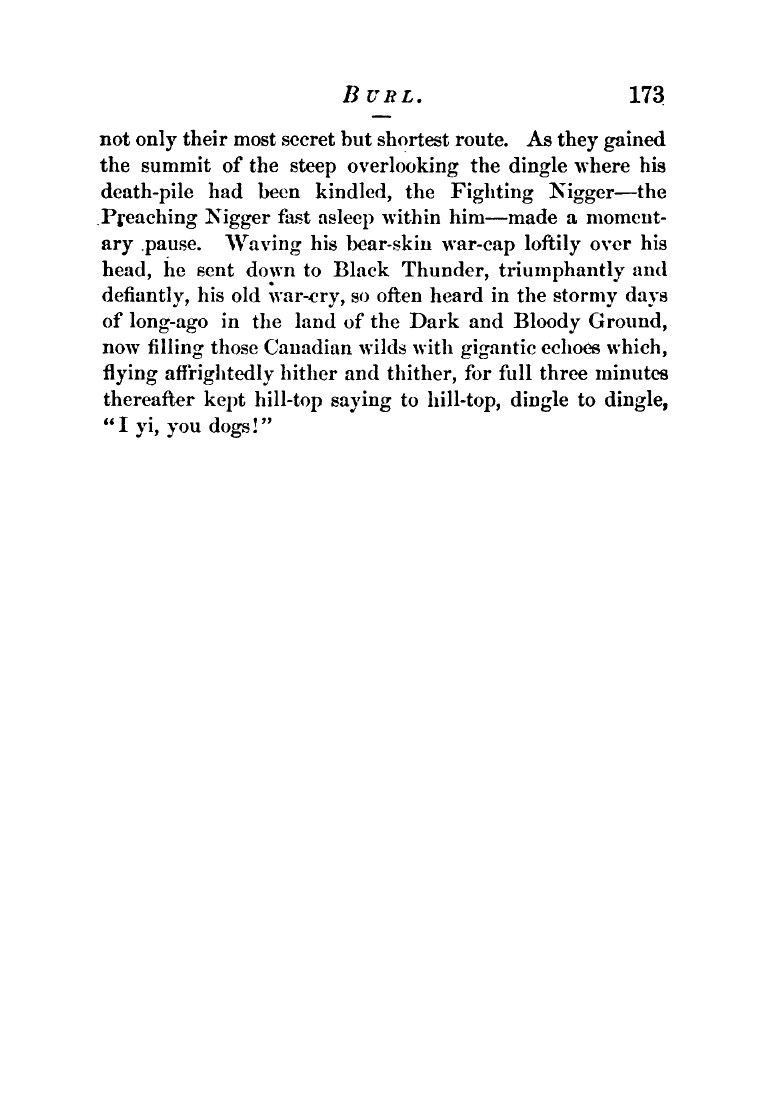 BURL. 173
not only their most secret but shortest route. As they gained
the summit of the steep overlooking the dingle where his
death-pile had been kindled, the Fighting Nigger—the
Preaching Nigger fast asleep within him—made a moment-
ary pause. Waving his bear-skin war-cap loftily over his
head, he sent down to Black Thunder, triumphantly and
defiantly, his old war-cry, so often heard in the stormy days
of long-ago in the land of the Dark and Bloody Ground,
now filling those Canadian wilds with gigantic echoes which,
flying affrightedly hither and thither, for full three minutes
thereafter kept hill-top saying to hill-top, dingle to dingle,
"I yi, you dogs!"